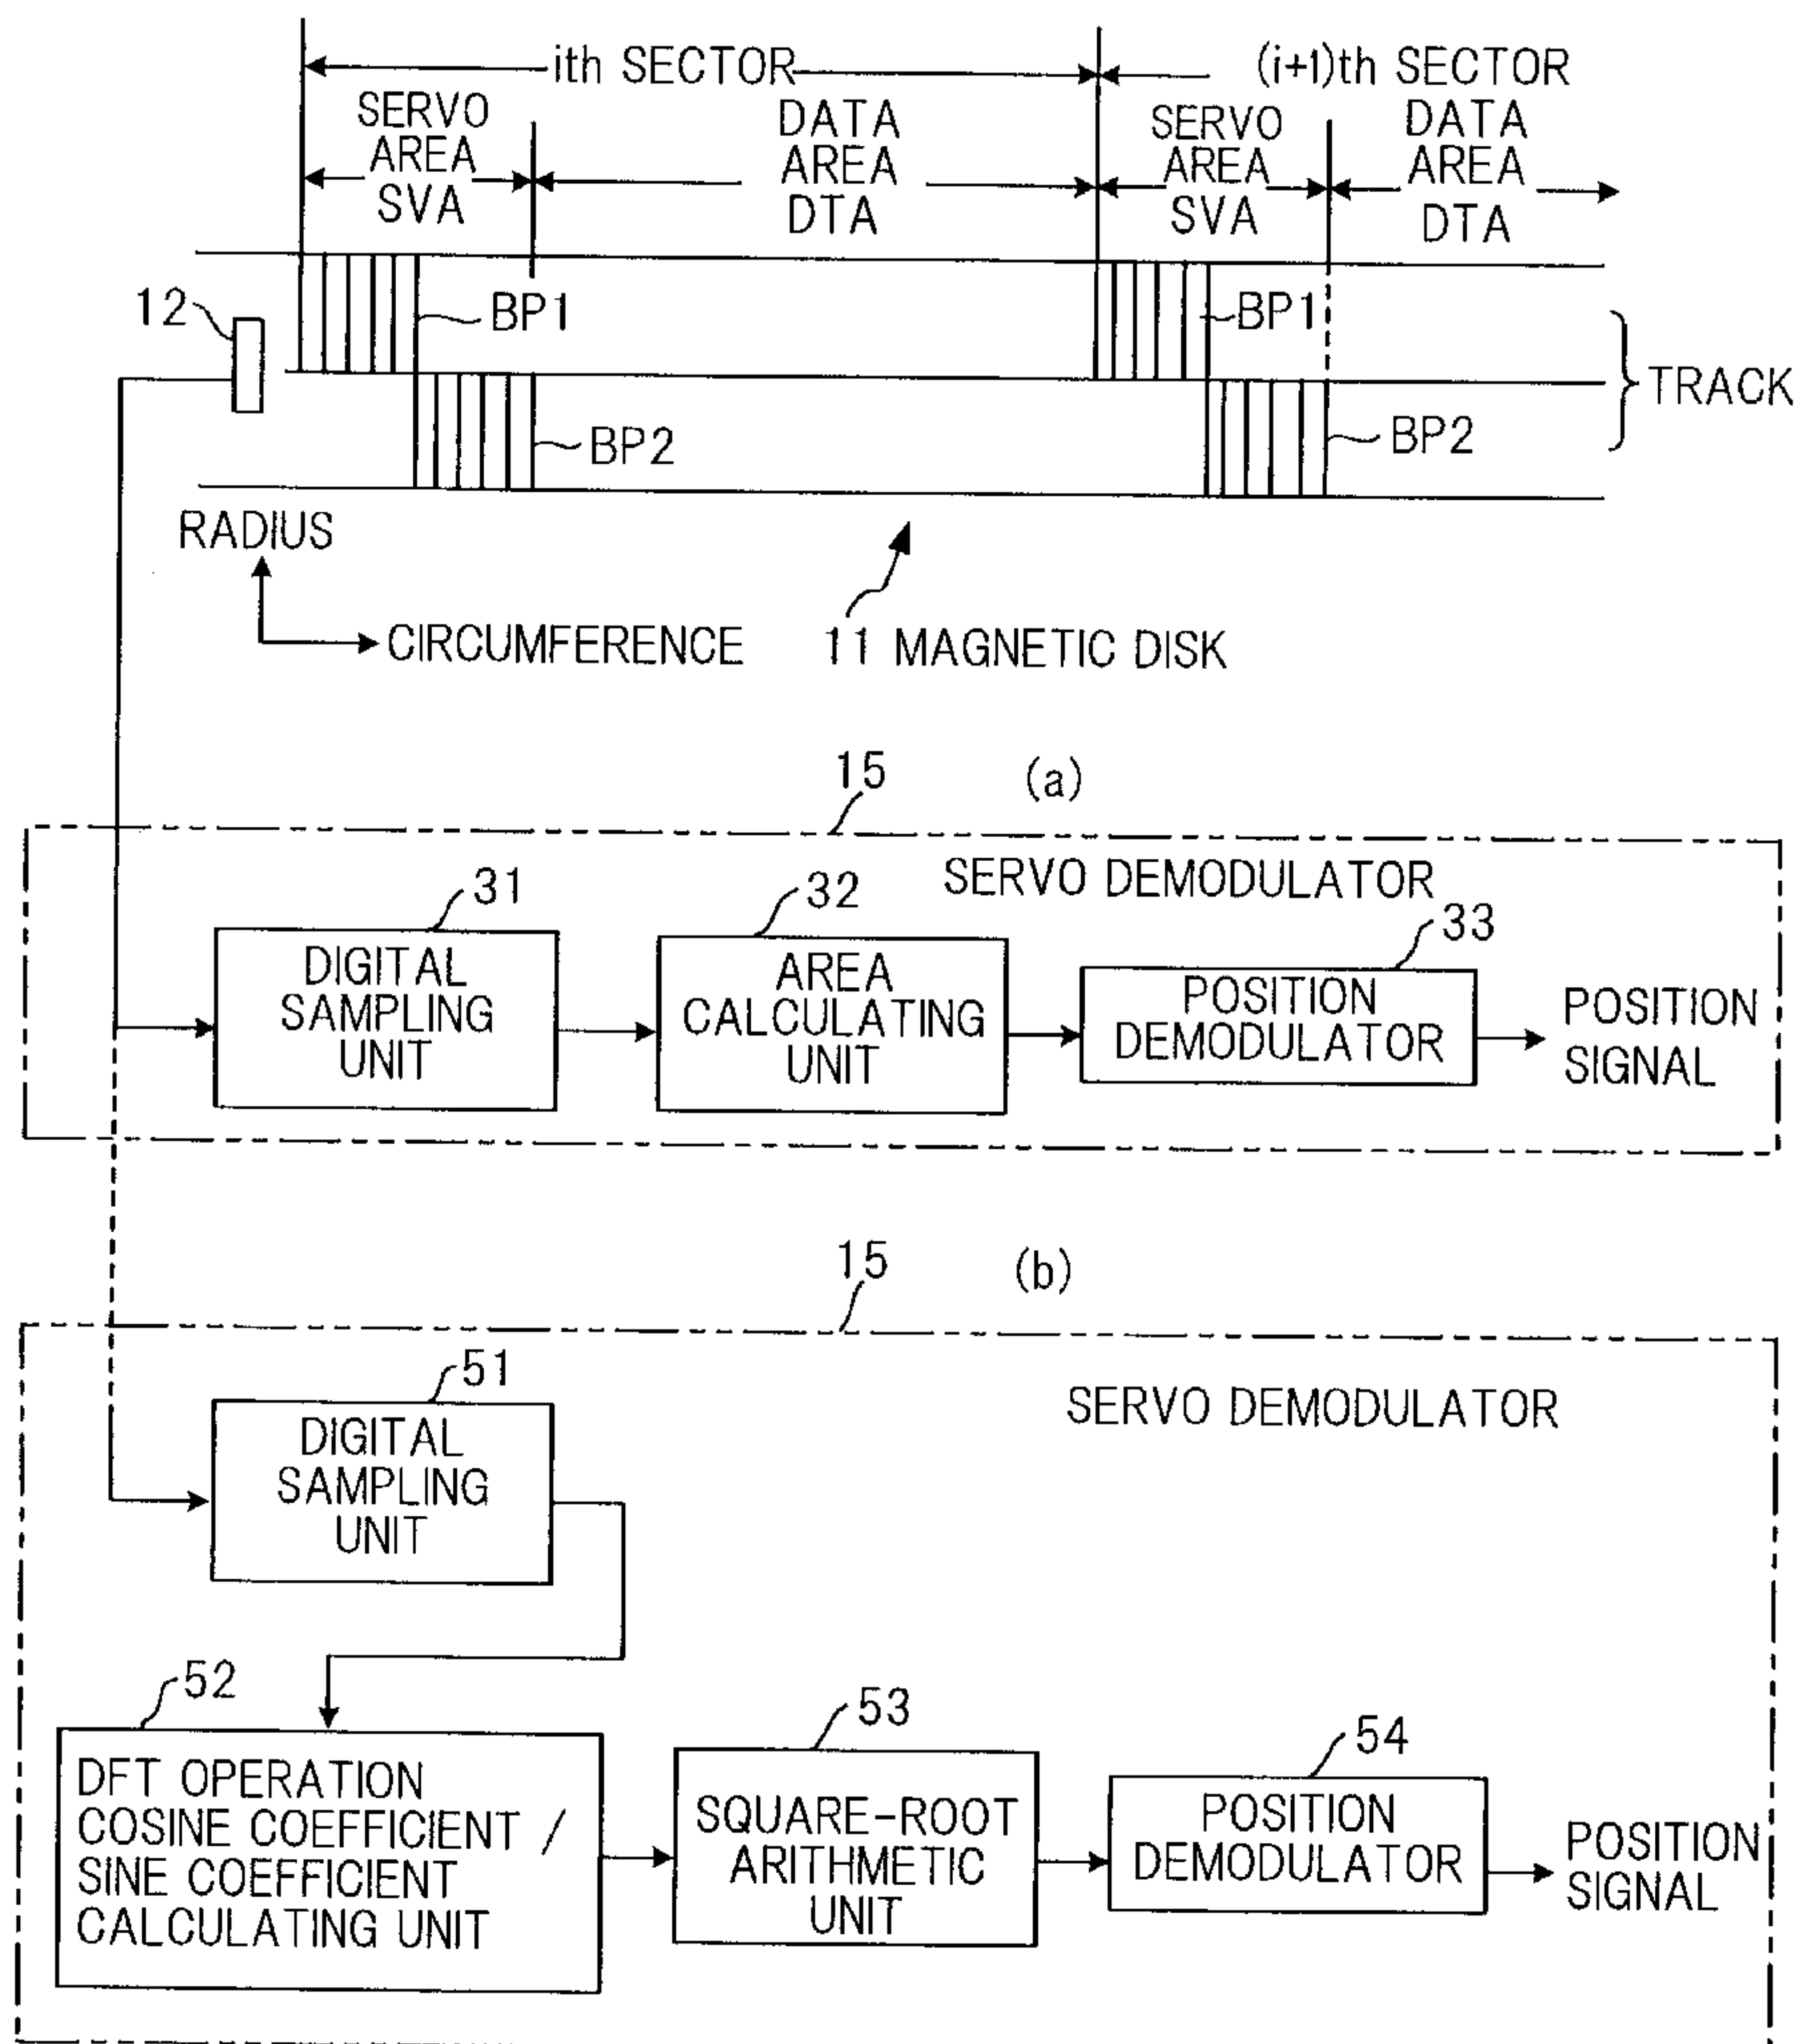 ith SECTOR
(i+1)th SECTOR
SERVO
AREA
SVA
DATA
AREA
DTA
SERVO
AREA
SVA
DATA
AREA
DTA
12
BP1
BP1
TRACK
BP2
BP2
RADIUS
CIRCUMFERENCE
11 MAGNETIC DISK
15
(a)
SERVO DEMODULATOR
31
DIGITAL
SAMPLING
UNIT
32
AREA
CALCULATING
UNIT
33
POSITION
DEMODULATOR
POSITION
SIGNAL
15
(b)
SERVO DEMODULATOR
51
DIGITAL
SAMPLING
UNIT
52
DFT OPERATION
COSINE COEFFICIENT /
SINE COEFFICIENT
CALCULATING UNIT
53
SQUARE-ROOT
ARITHMETIC
UNIT
54
POSITION
DEMODULATOR
POSITION
SIGNAL